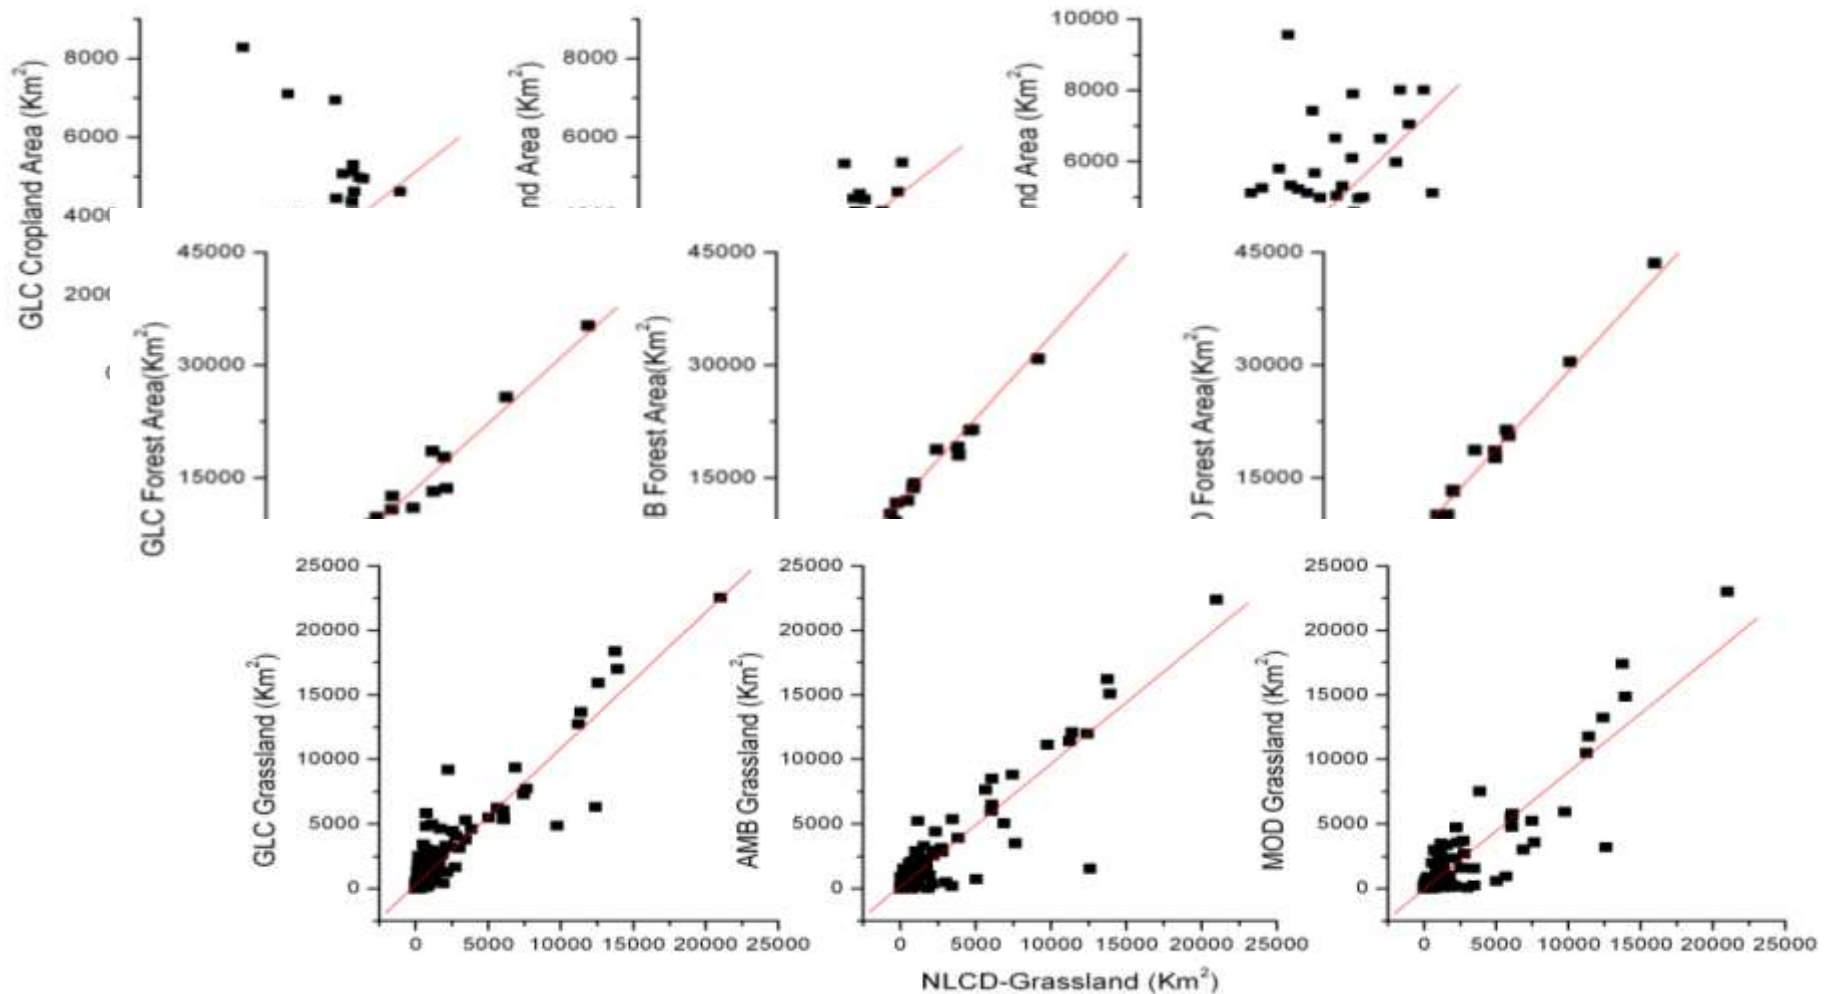 GLC Cropland Area (Km²)
8000
6000
4000
nd Area (Km²)
8000
6000
nd Area (Km²)
10000
8000
6000
GLC Forest Area(Km²)
45000
30000
15000
B Forest Area(Km²)
45000
30000
15000
Forest Area(Km²)
45000
30000
15000
GLC Grassland (Km²)
25000
20000
15000
10000
5000
0
0 5000 10000 15000 20000 25000
AMB Grassland (Km²)
25000
20000
15000
10000
5000
0
0 5000 10000 15000 20000 25000
MOD Grassland (Km²)
25000
20000
15000
10000
5000
0
0 5000 10000 15000 20000 25000
NLCD-Grassland (Km²)